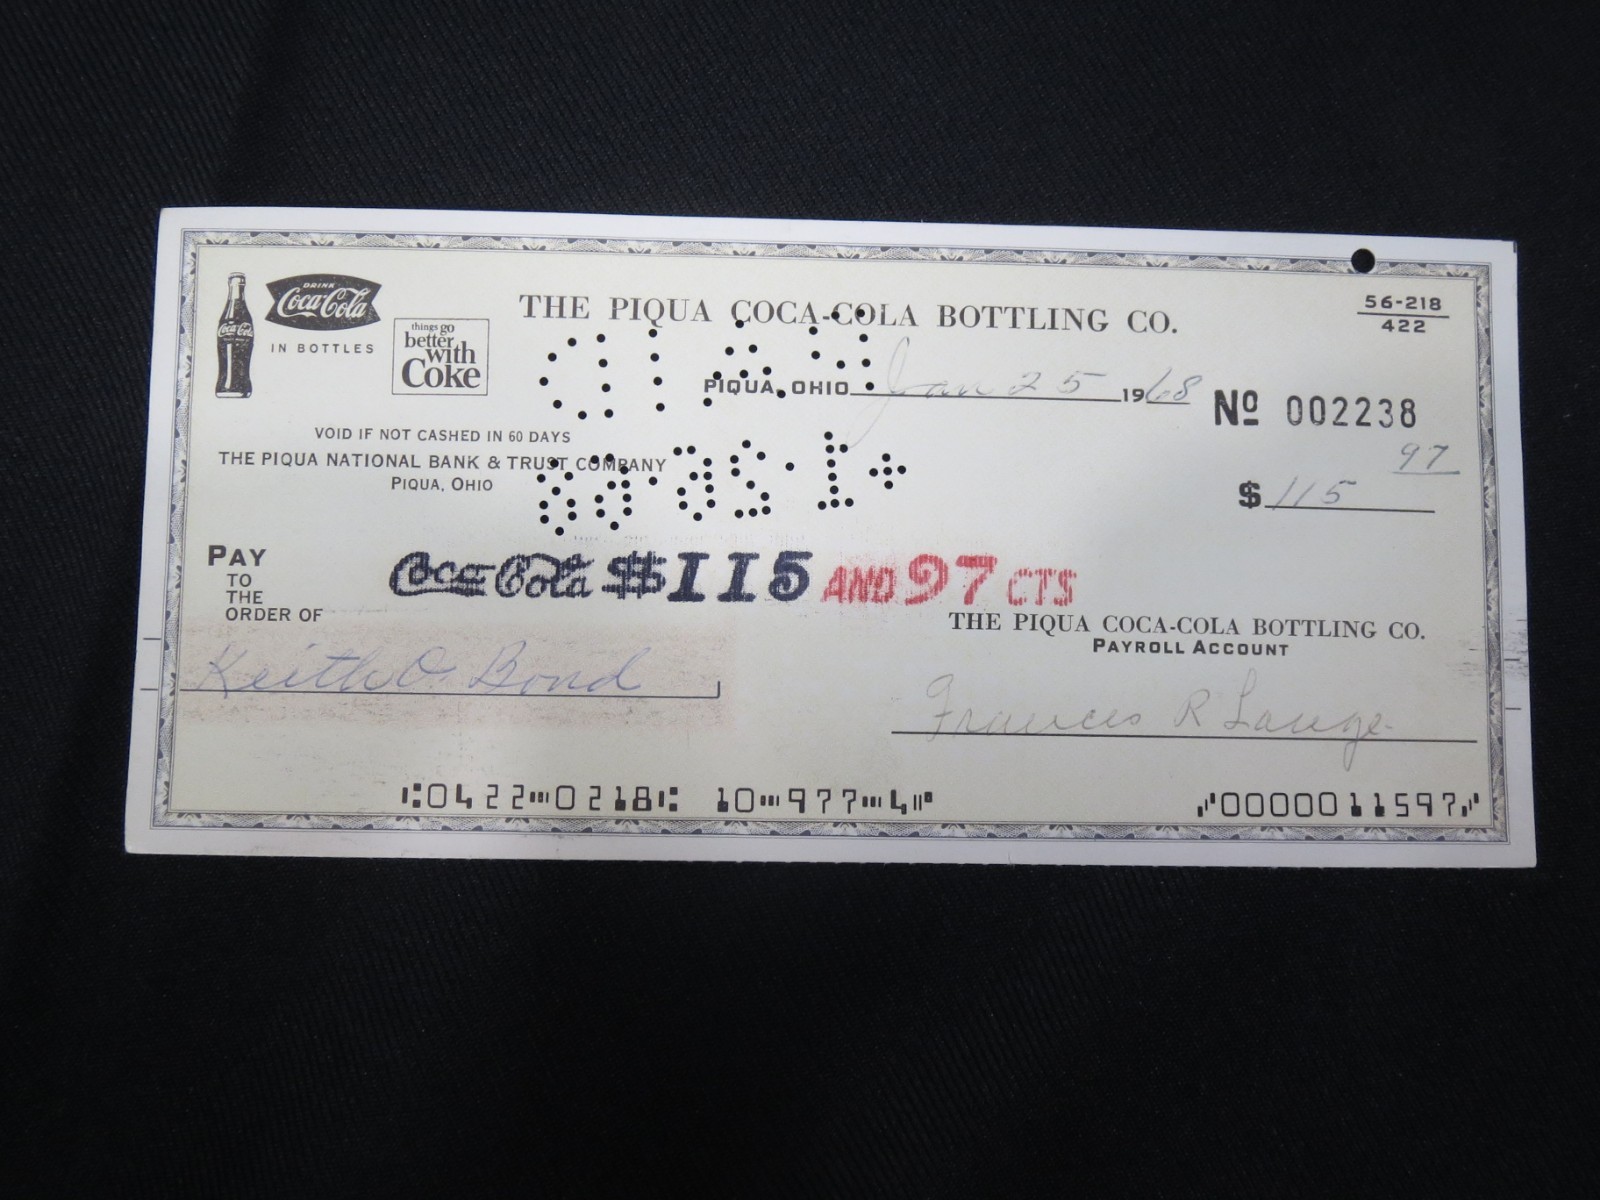 DRINK
Coca-Cola
IN BOTTLES
Coca-Cola
things go
better
with
Coke
THE PIQUA COCA-COLA BOTTLING CO.
56-218
422
PIQUA, OHIO Jan 25 1968
No 002238
PAID
VOID IF NOT CASHED IN 60 DAYS
THE PIQUA NATIONAL BANK & TRUST COMPANY
PIQUA, OHIO
$ 115 97
PAY
TO
THE
ORDER OF
Coca-Cola $115 AND 97 CTS
THE PIQUA COCA-COLA BOTTLING CO.
PAYROLL ACCOUNT
Keith O. Bond
Frances R Lange
⑆0422⑉0218⑆ 10⑉977⑉4⑈ ⑇0000011597⑇